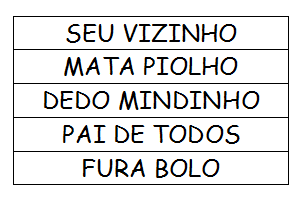 SEU VIZINHO
MATA PIOLHO
DEDO MINDINHO
PAI DE TODOS
FURA BOLO